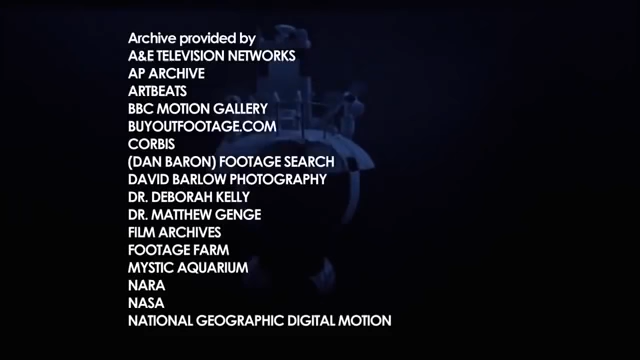 Archive provided by
A&E TELEVISION NETWORKS
AP ARCHIVE
ARTBEATS
BBC MOTION GALLERY
BUYOUTFOOTAGE.COM
CORBIS
(DAN BARON) FOOTAGE SEARCH
DAVID BARLOW PHOTOGRAPHY
DR. DEBORAH KELLY
DR. MATTHEW GENGE
FILM ARCHIVES
FOOTAGE FARM
MYSTIC AQUARIUM
NARA
NASA
NATIONAL GEOGRAPHIC DIGITAL MOTION